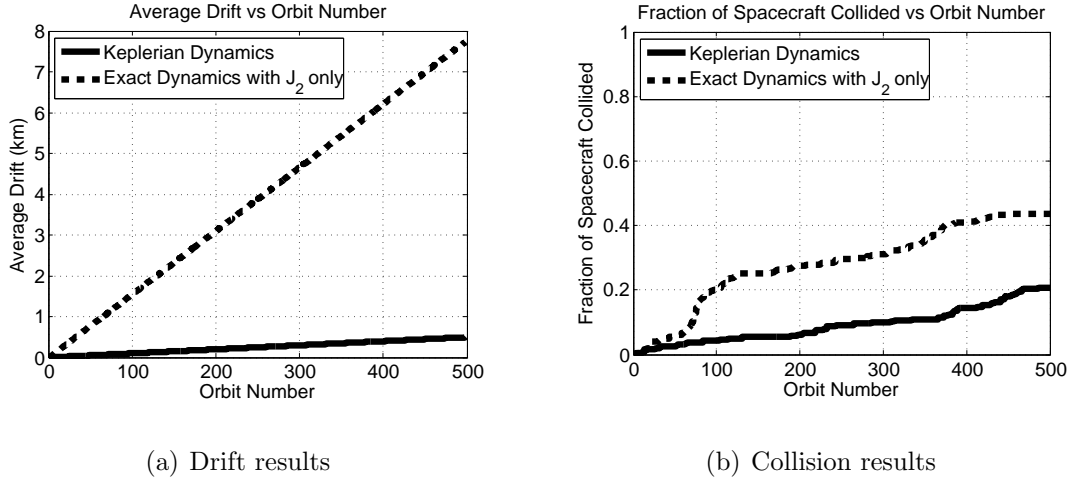 Average Drift vs Orbit Number
Keplerian Dynamics
Exact Dynamics with J2 only
8
7
6
5
4
3
2
1
0
Average Drift (km)
0 100 200 300 400 500
Orbit Number
(a) Drift results
Fraction of Spacecraft Collided vs Orbit Number
Keplerian Dynamics
Exact Dynamics with J2 only
1
0.8
0.6
0.4
0.2
0
Fraction of Spacecraft Collided
0 100 200 300 400 500
Orbit Number
(b) Collision results